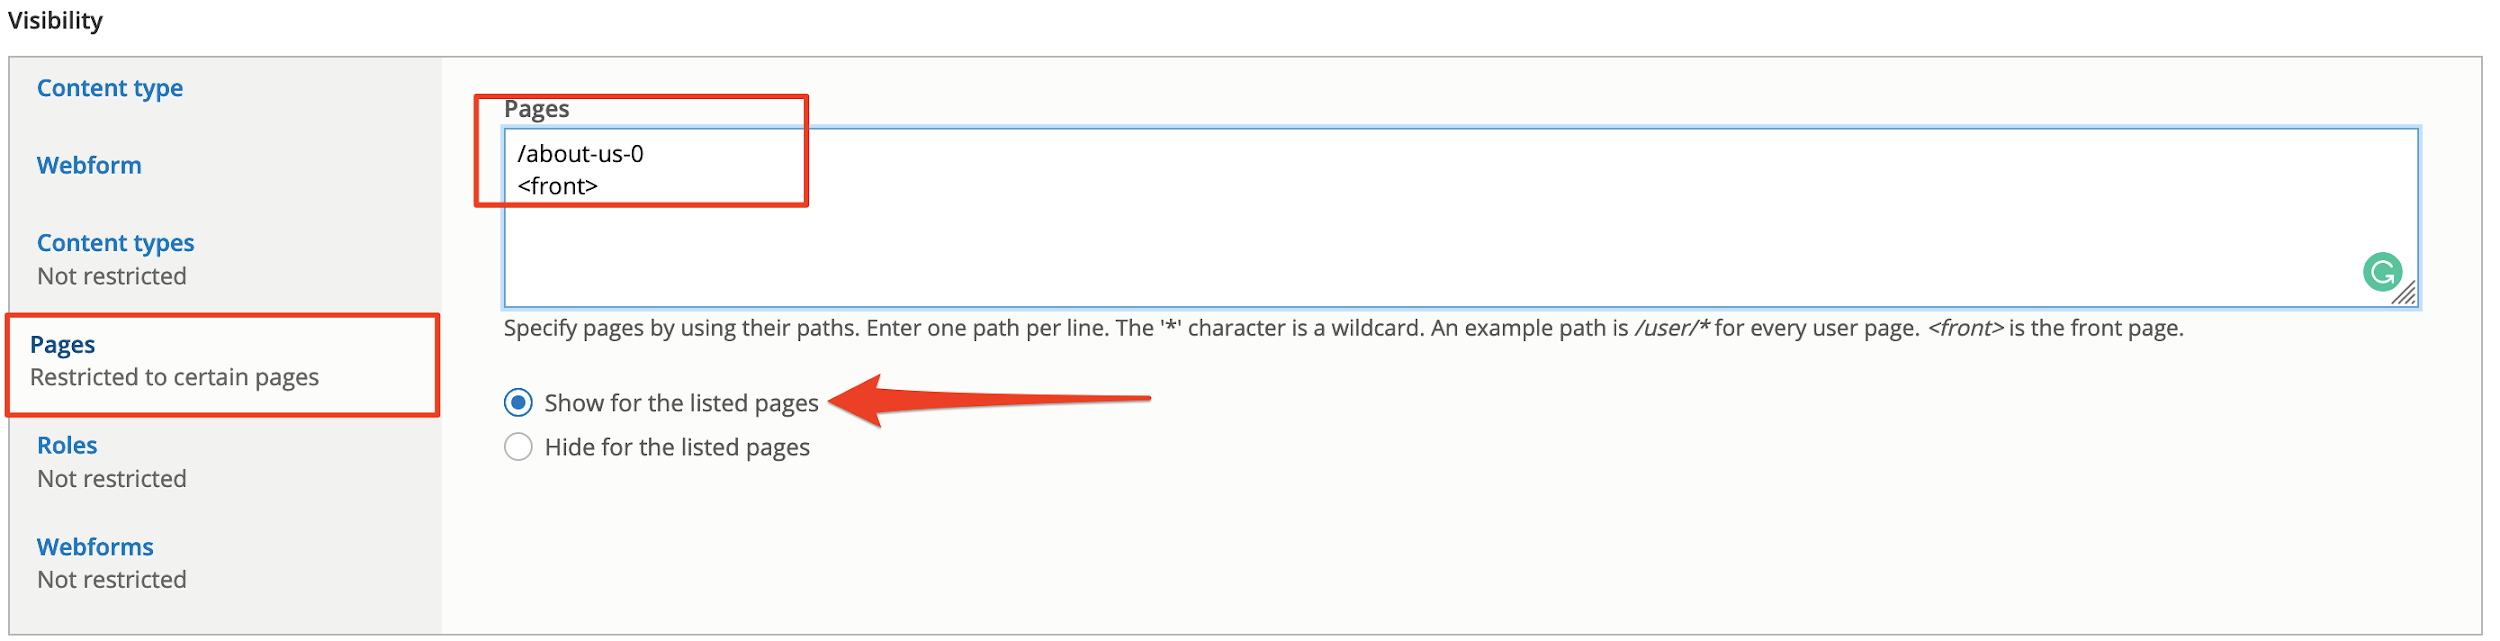 Visibility
Content type
Webform
Content types
Not restricted
Pages
Restricted to certain pages
Roles
Not restricted
Webforms
Not restricted
Pages
/about-us-0
<front>
Specify pages by using their paths. Enter one path per line. The '*' character is a wildcard. An example path is /user/* for every user page. <front> is the front page.
Show for the listed pages
Hide for the listed pages